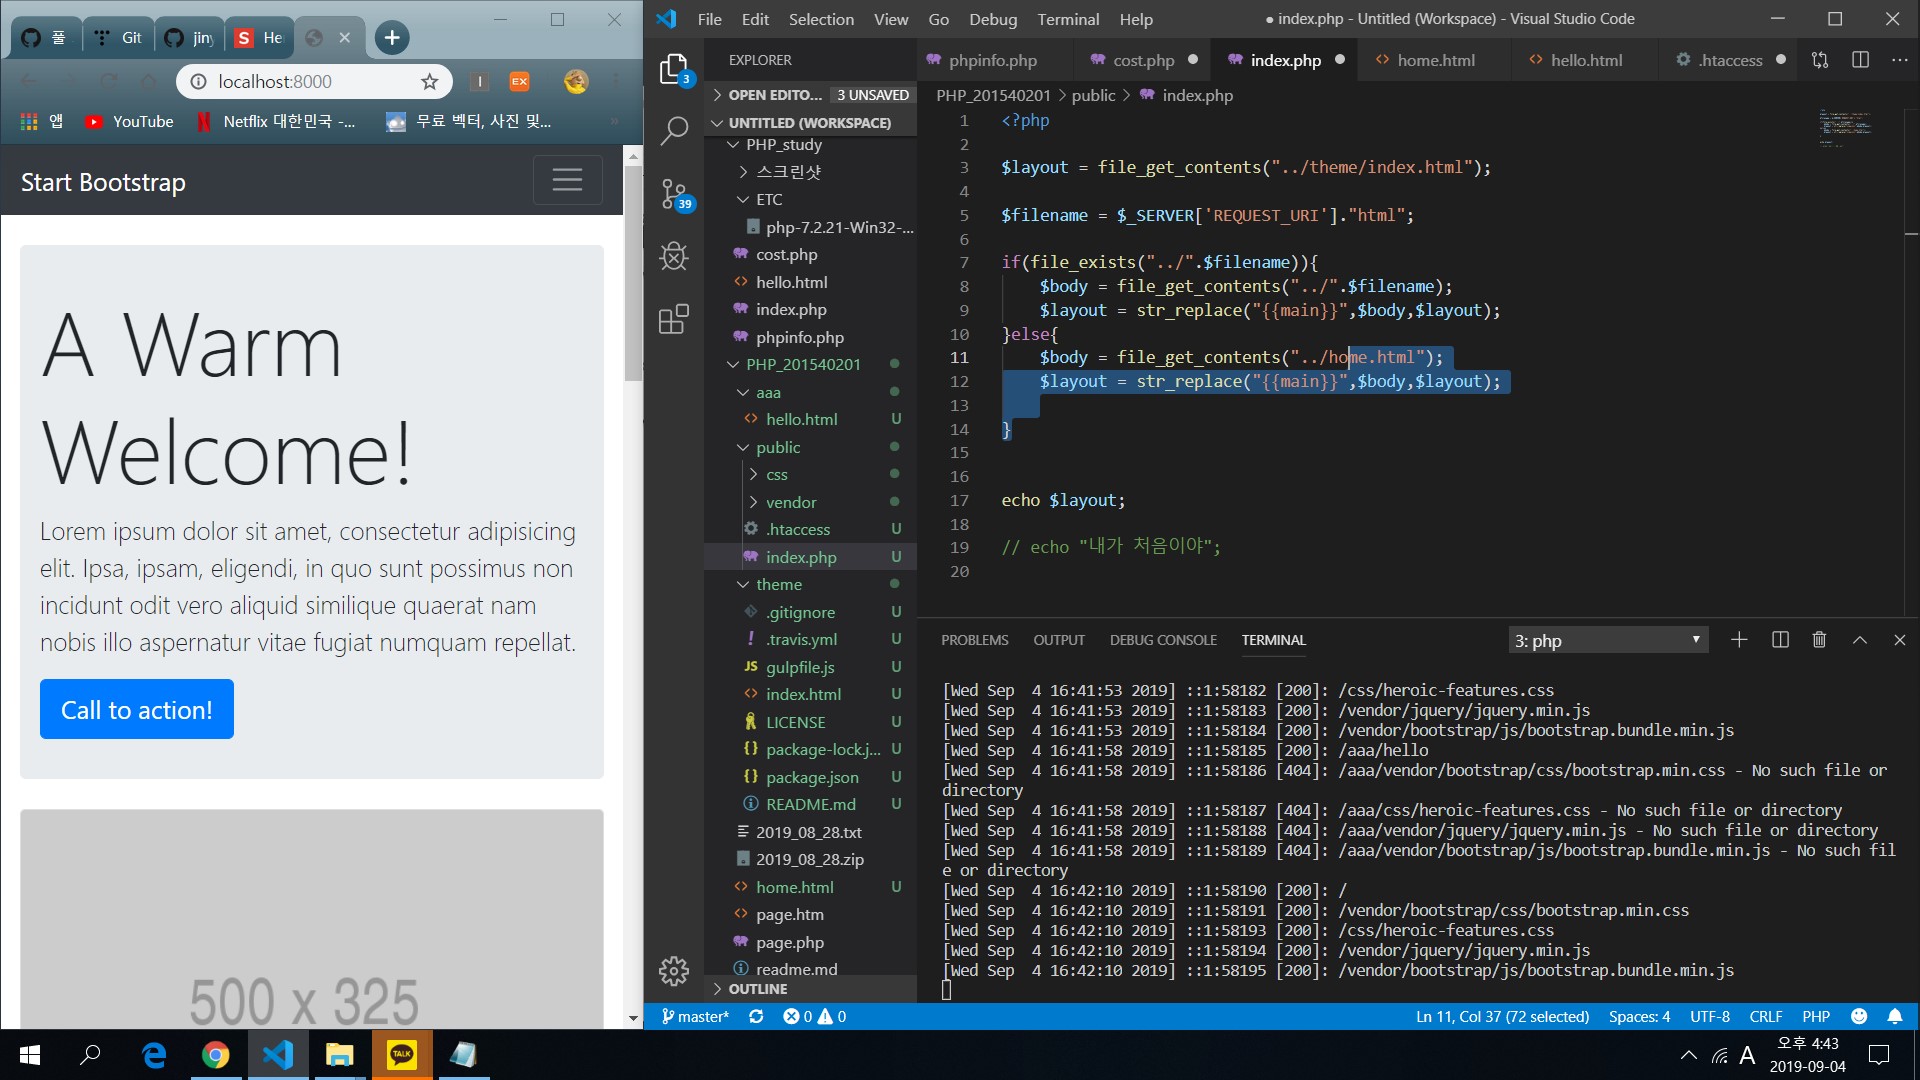 풀
Git
jiny
He
localhost:8000
EX
앱
YouTube
Netflix 대한민국 -...
무료 벡터, 사진 및...
»
Start Bootstrap
A Warm
Welcome!
Lorem ipsum dolor sit amet, consectetur adipisicing
elit. Ipsa, ipsam, eligendi, in quo sunt possimus non
incidunt odit vero aliquid similique quaerat nam
nobis illo aspernatur vitae fugiat numquam repellat.
Call to action!
500 x 325
File Edit Selection View Go Debug Terminal Help
● index.php - Untitled (Workspace) - Visual Studio Code
3
39
EXPLORER
OPEN EDITO... 3 UNSAVED
UNTITLED (WORKSPACE)
PHP_study
스크린샷
ETC
php-7.2.21-Win32-...
cost.php
hello.html
index.php
phpinfo.php
PHP_201540201
aaa
hello.html U
public
css
vendor
.htaccess U
index.php U
theme
.gitignore U
.travis.yml U
gulpfile.js U
index.html U
LICENSE U
package-lock.j... U
package.json U
README.md U
2019_08_28.txt
2019_08_28.zip
home.html U
page.htm
page.php
readme.md
OUTLINE
phpinfo.php
cost.php
index.php
home.html
hello.html
.htaccess
PHP_201540201 > public > index.php
1 <?php
2
3 $layout = file_get_contents("../theme/index.html");
4
5 $filename = $_SERVER['REQUEST_URI']."html";
6
7 if(file_exists("../".$filename)){
8 $body = file_get_contents("../".$filename);
9 $layout = str_replace("{{main}}",$body,$layout);
10 }else{
11 $body = file_get_contents("../home.html");
12 $layout = str_replace("{{main}}",$body,$layout);
13
14 }
15
16
17 echo $layout;
18
19 // echo "내가 처음이야";
20
PROBLEMS OUTPUT DEBUG CONSOLE TERMINAL
3: php
[Wed Sep  4 16:41:53 2019] ::1:58182 [200]: /css/heroic-features.css
[Wed Sep  4 16:41:53 2019] ::1:58183 [200]: /vendor/jquery/jquery.min.js
[Wed Sep  4 16:41:53 2019] ::1:58184 [200]: /vendor/bootstrap/js/bootstrap.bundle.min.js
[Wed Sep  4 16:41:58 2019] ::1:58185 [200]: /aaa/hello
[Wed Sep  4 16:41:58 2019] ::1:58186 [404]: /aaa/vendor/bootstrap/css/bootstrap.min.css - No such file or
directory
[Wed Sep  4 16:41:58 2019] ::1:58187 [404]: /aaa/css/heroic-features.css - No such file or directory
[Wed Sep  4 16:41:58 2019] ::1:58188 [404]: /aaa/vendor/jquery/jquery.min.js - No such file or directory
[Wed Sep  4 16:41:58 2019] ::1:58189 [404]: /aaa/vendor/bootstrap/js/bootstrap.bundle.min.js - No such fil
e or directory
[Wed Sep  4 16:42:10 2019] ::1:58190 [200]: /
[Wed Sep  4 16:42:10 2019] ::1:58191 [200]: /vendor/bootstrap/css/bootstrap.min.css
[Wed Sep  4 16:42:10 2019] ::1:58193 [200]: /css/heroic-features.css
[Wed Sep  4 16:42:10 2019] ::1:58194 [200]: /vendor/jquery/jquery.min.js
[Wed Sep  4 16:42:10 2019] ::1:58195 [200]: /vendor/bootstrap/js/bootstrap.bundle.min.js
master* 0 0
Ln 11, Col 37 (72 selected) Spaces: 4 UTF-8 CRLF PHP
TALK
A
오후 4:43
2019-09-04